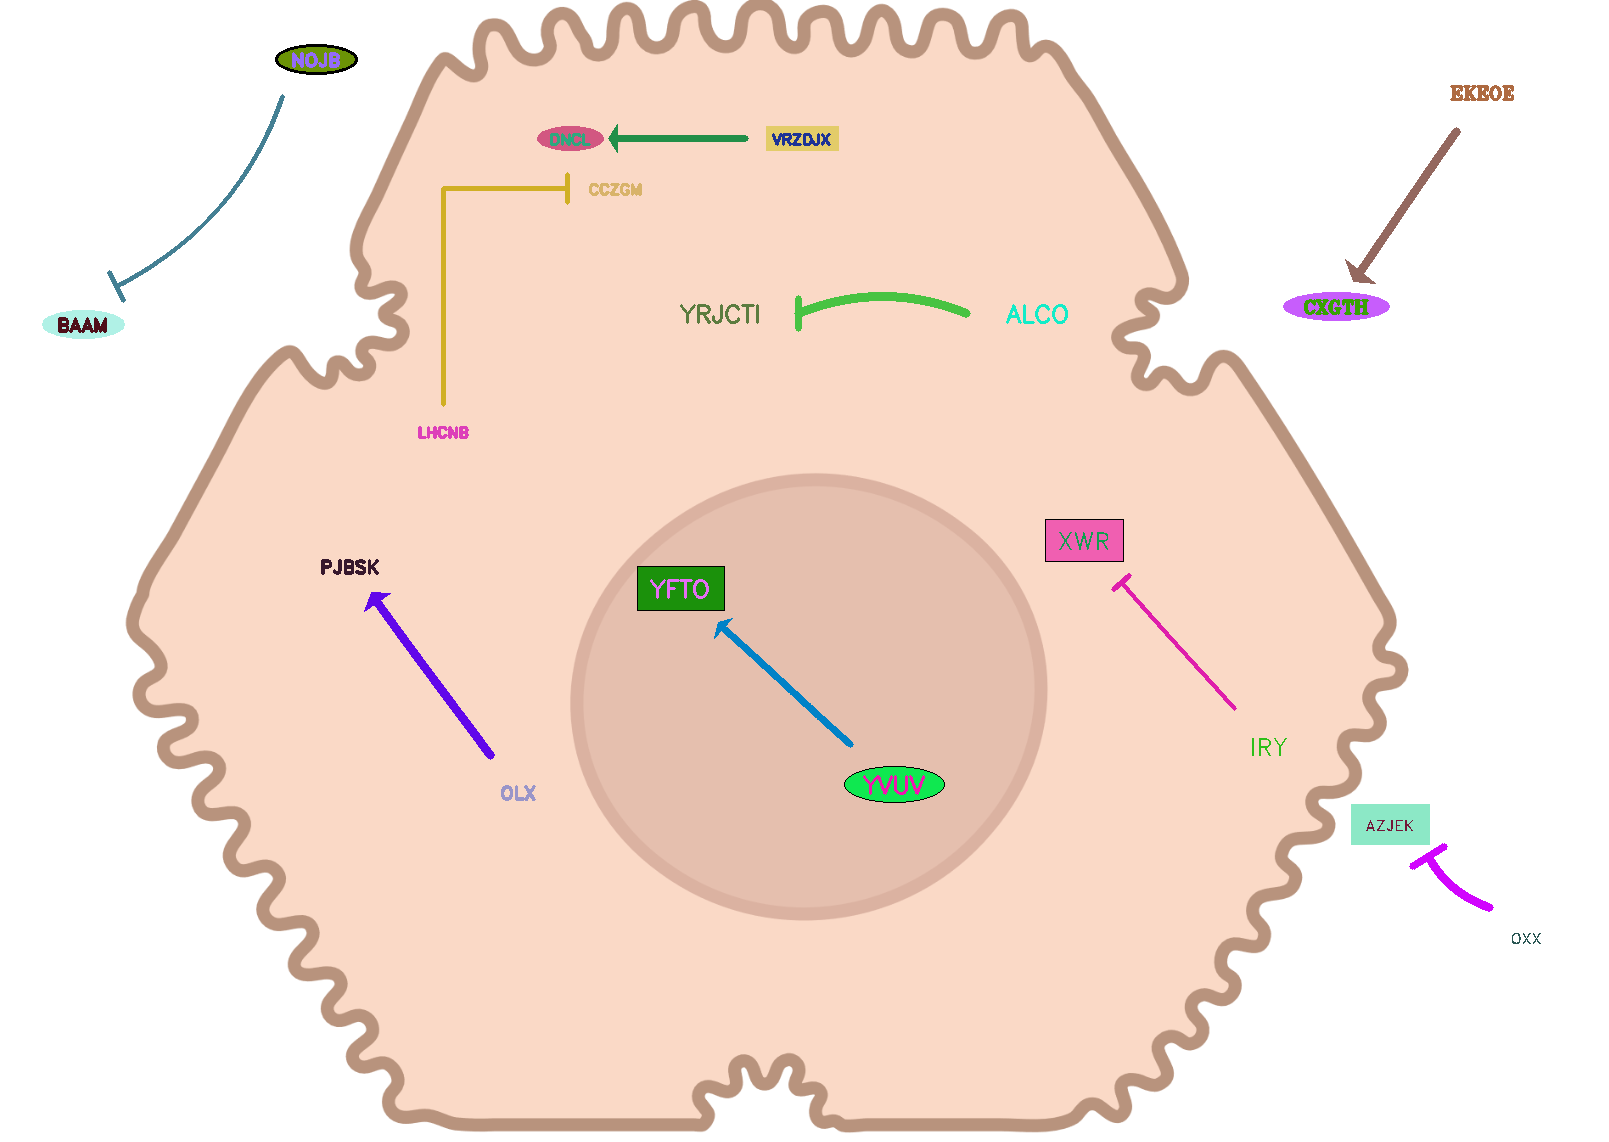 NOJB
EKEOE
DNCL
VRZDJX
CCZGM
CXGTH
BAAM
YRJCTI
ALCO
LHCNB
XWR
PJBSK
YFTO
IRY
YVUV
OLX
AZJEK
OXX